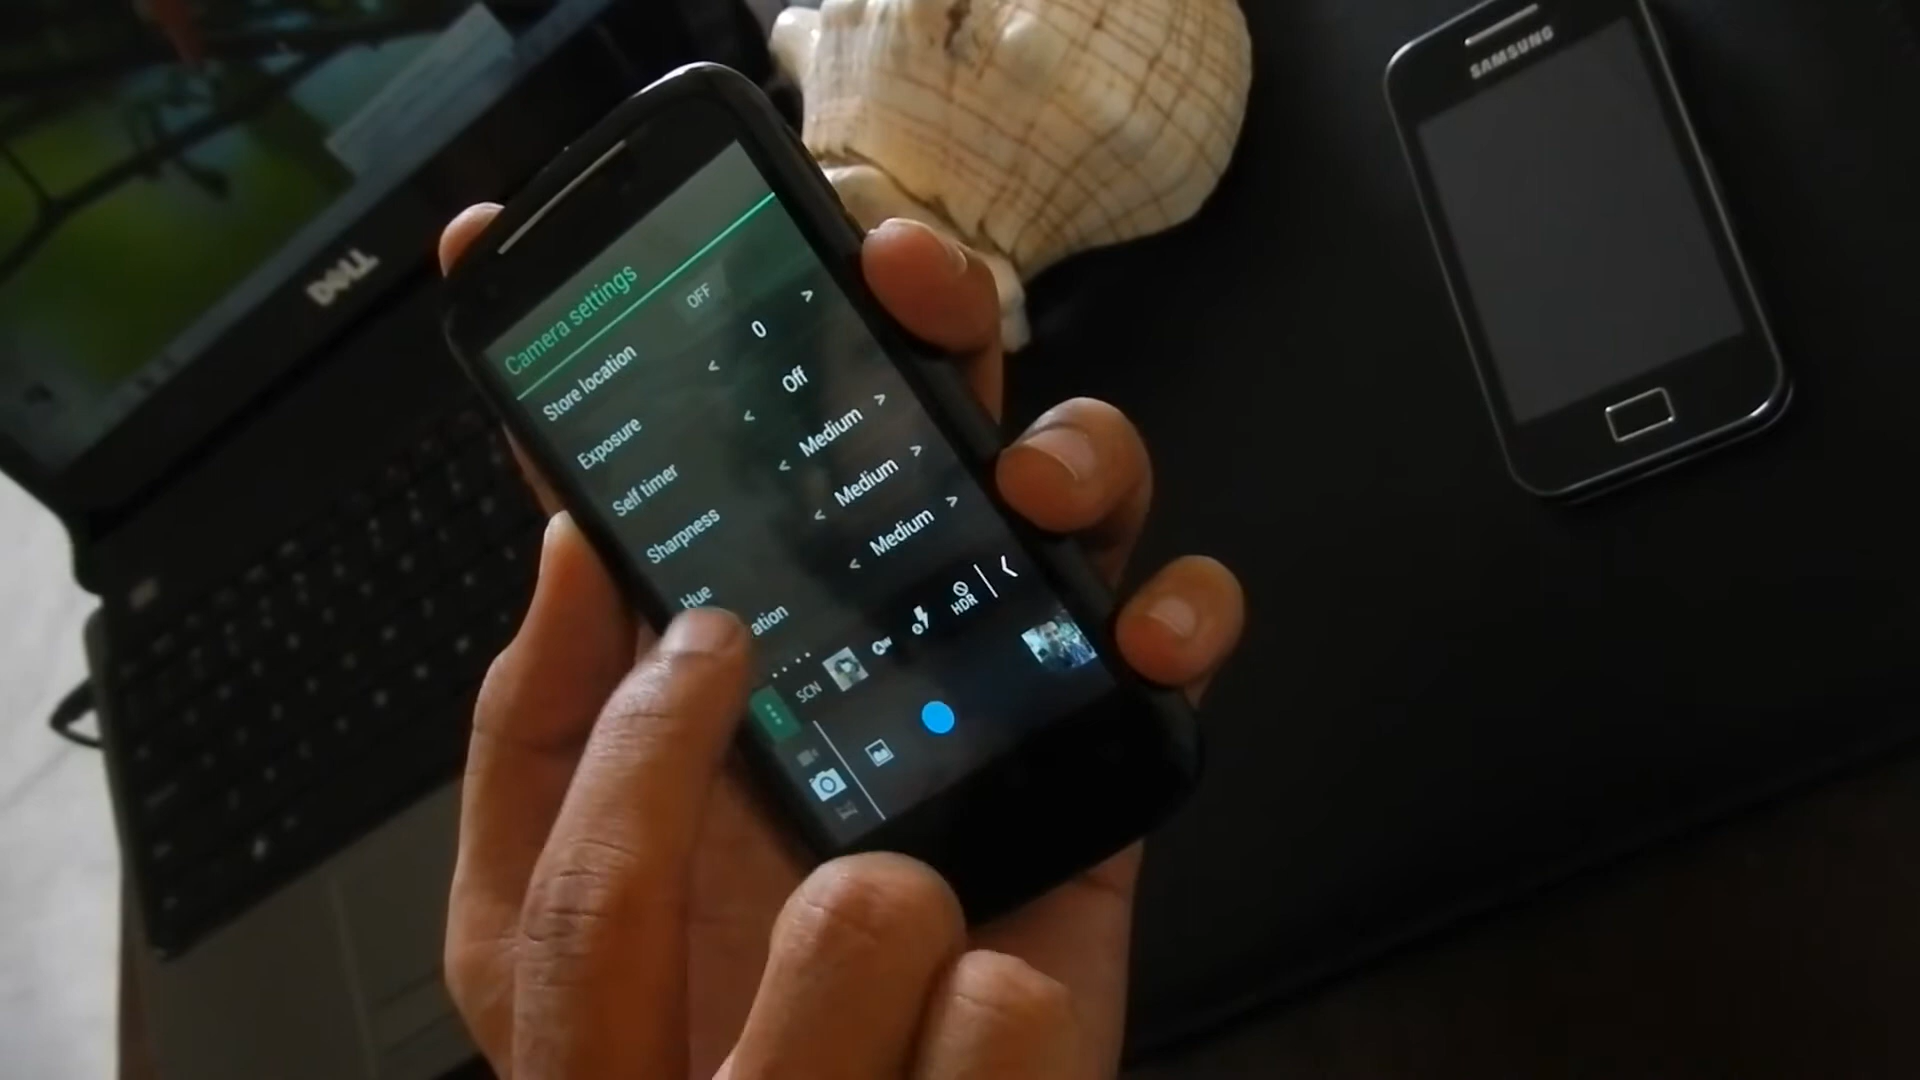 SAMSUNG
DELL
Camera settings
Store location OFF
Exposure < 0 >
Self timer < Off
Sharpness < Medium >
Hue < Medium >
ation < Medium >
SCN
HDR